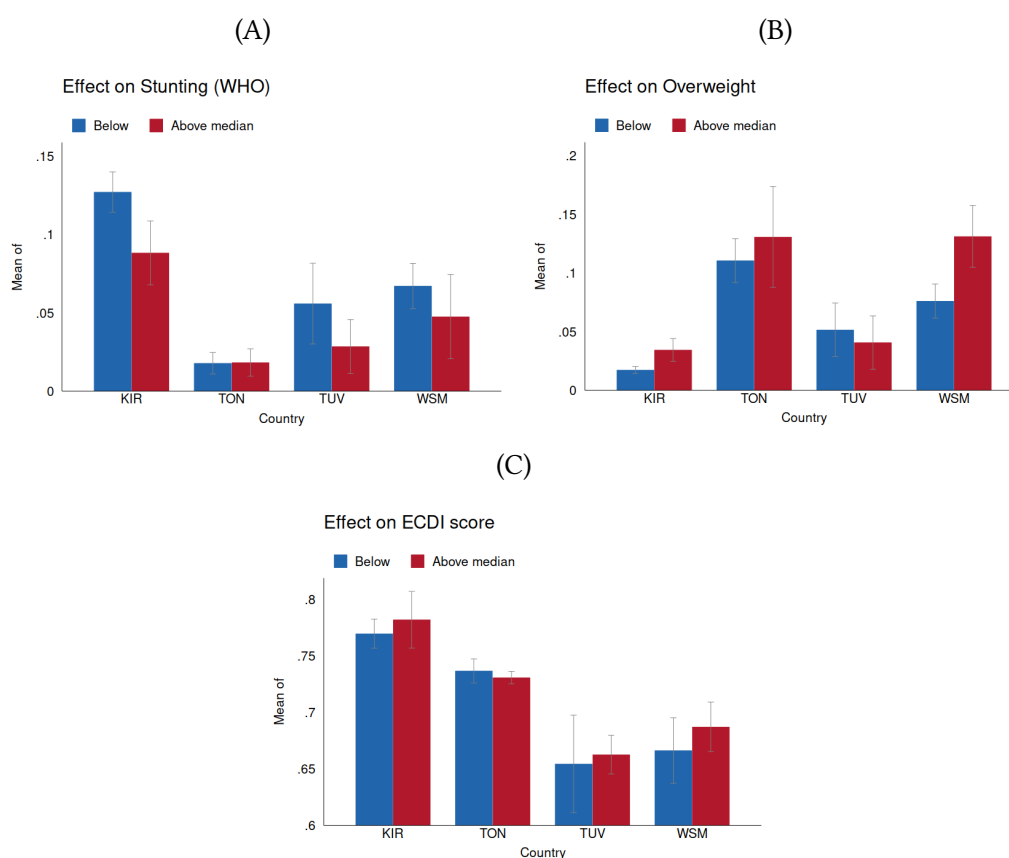 (A)
Effect on Stunting (WHO)
Below Above median
.15
.1
.05
0
Mean of
KIR TON TUV WSM
Country
(B)
Effect on Overweight
Below Above median
.2
.15
.1
.05
0
Mean of
KIR TON TUV WSM
Country
(C)
Effect on ECDI score
Below Above median
.8
.75
.7
.65
.6
Mean of
KIR TON TUV WSM
Country